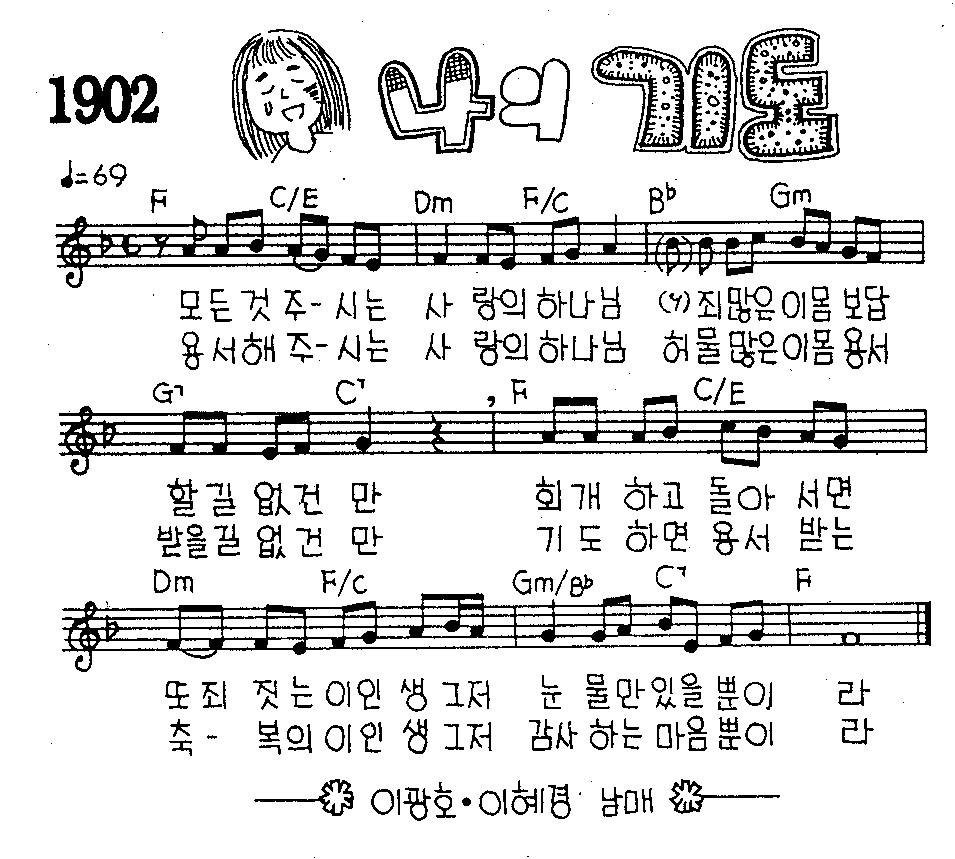 1902 나의 기도
♩=69
F C/E Dm F/C B♭ Gm
모든것 주-시는 사 랑의하나님 (ㄱ)죄많은이몸보답
용서해 주-시는 사 랑의하나님 허물많은이몸용서
G7 C7 F C/E
할길 없건 만 회개 하고 돌아 서면
받을길없건 만 기도 하면 용서 받는
Dm F/C Gm/B♭ C7 F
또죄 짓는이인 생그저 눈 물만있을뿐이 라
축- 복의이인 생그저 감사하는마음뿐이 라
이광호·이혜경 남매